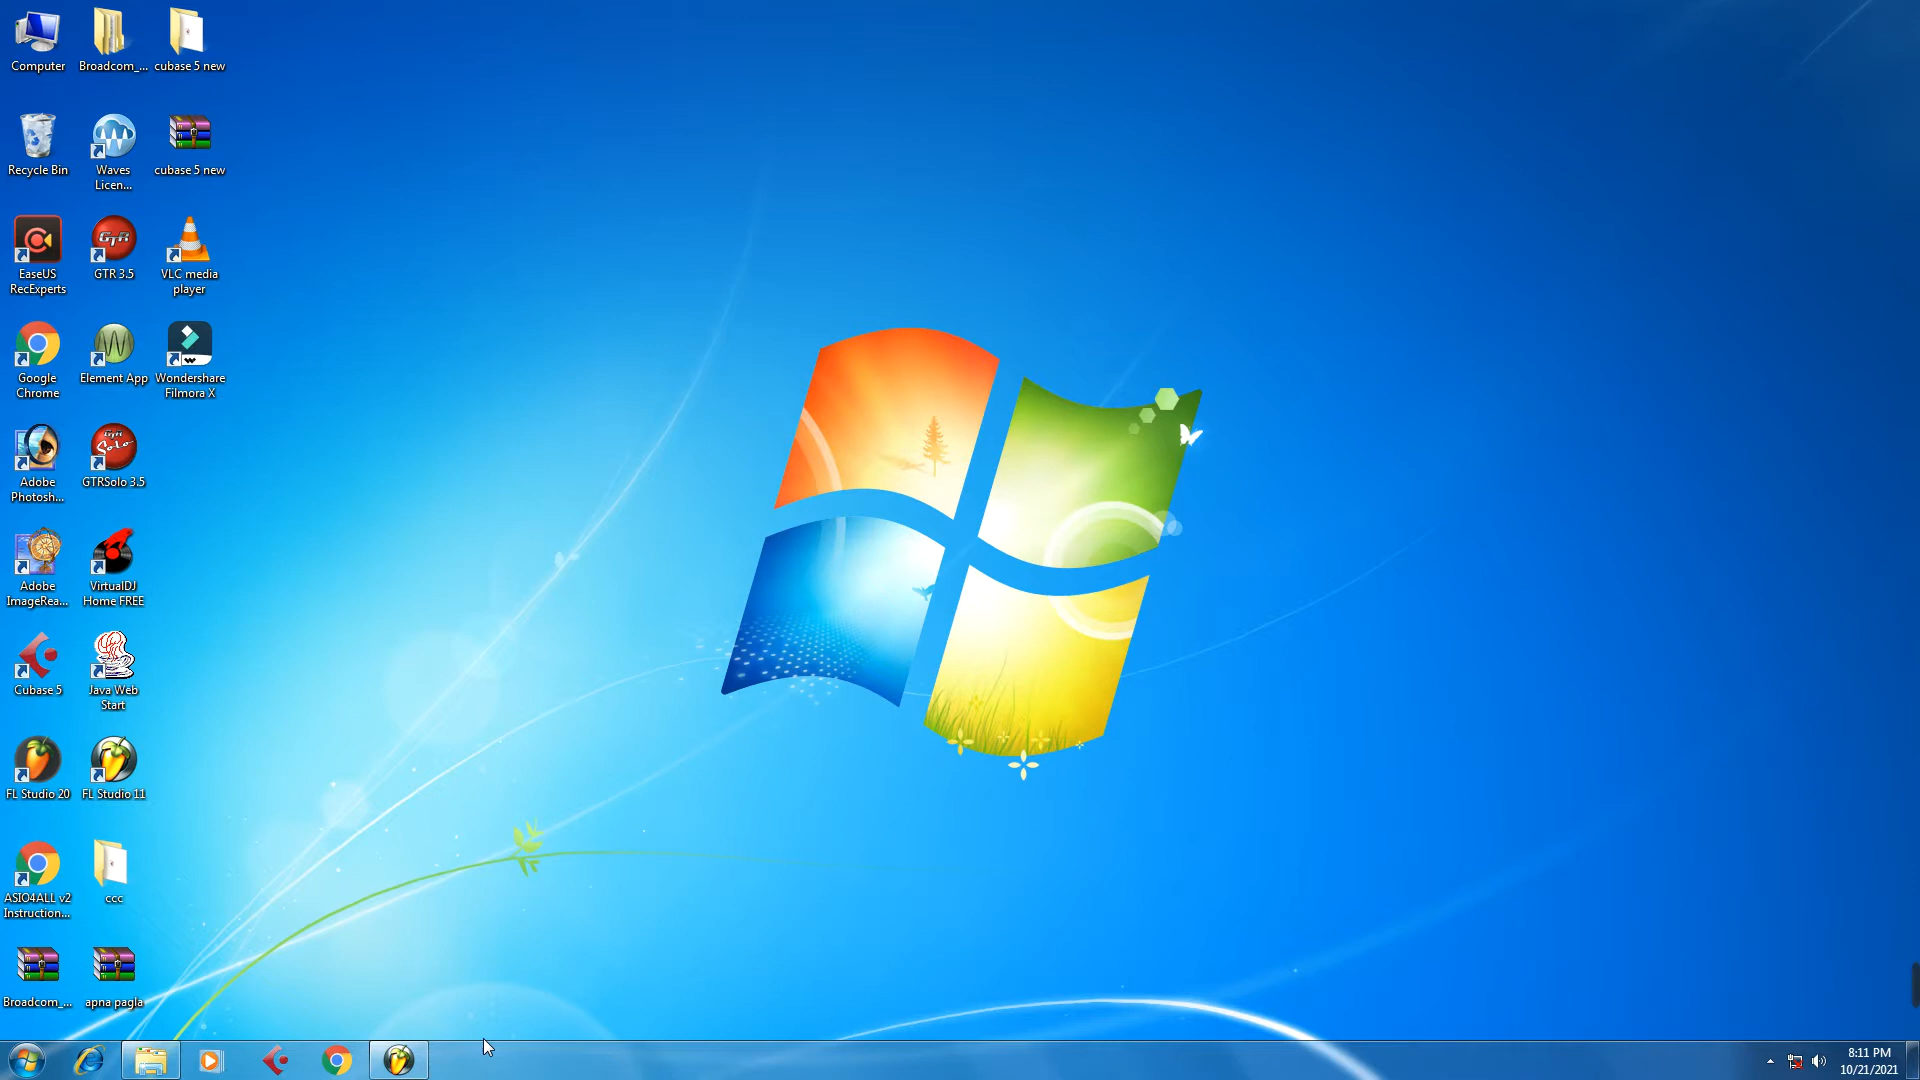 Computer
Broadcom_...
cubase 5 new
Recycle Bin
Waves
Licen...
cubase 5 new
EaseUS
RecExperts
GTR 3.5
VLC media
player
Google
Chrome
Element App
Wondershare
Filmora X
Adobe
Photosh...
GTRSolo 3.5
Adobe
ImageRea...
VirtualDJ
Home FREE
Cubase 5
Java Web
Start
FL Studio 20
FL Studio 11
ASIO4ALL v2
Instruction...
ccc
Broadcom_...
apna pagla
8:11 PM
10/21/2021